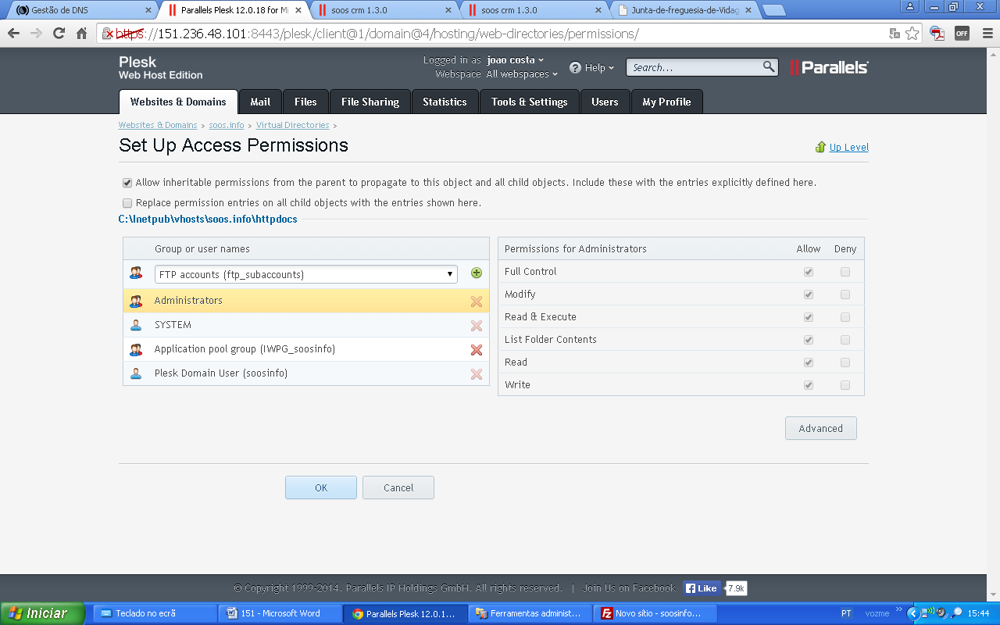 Gestão de DNS
Parallels Plesk 12.0.18 for Mi
soos crm 1.3.0
soos crm 1.3.0
Junta-de-freguesia-de-Vidag
https://151.236.48.101:8443/plesk/client@1/domain@4/hosting/web-directories/permissions/
OFF
Plesk
Web Host Edition
Logged in as joao costa
Webspace All webspaces
? Help
Search...
Parallels
Websites & Domains
Mail
Files
File Sharing
Statistics
Tools & Settings
Users
My Profile
Websites & Domains > soos.info > Virtual Directories >
Set Up Access Permissions
Up Level
Allow inheritable permissions from the parent to propagate to this object and all child objects. Include these with the entries explicitly defined here.
Replace permission entries on all child objects with the entries shown here.
C:\Inetpub\vhosts\soos.info\httpdocs
Group or user names
FTP accounts (ftp_subaccounts)
Administrators
SYSTEM
Application pool group (IWPG_soosinfo)
Plesk Domain User (soosinfo)
Permissions for Administrators Allow Deny
Full Control
Modify
Read & Execute
List Folder Contents
Read
Write
Advanced
OK
Cancel
© Copyright 1999-2014. Parallels IP Holdings GmbH. All rights reserved. | Join Us on Facebook
Like
7.9k
Iniciar
Teclado no ecrã
151 - Microsoft Word
Parallels Plesk 12.0.1...
Ferramentas administ...
Novo sítio - soosinfo...
PT
vozme
15:44